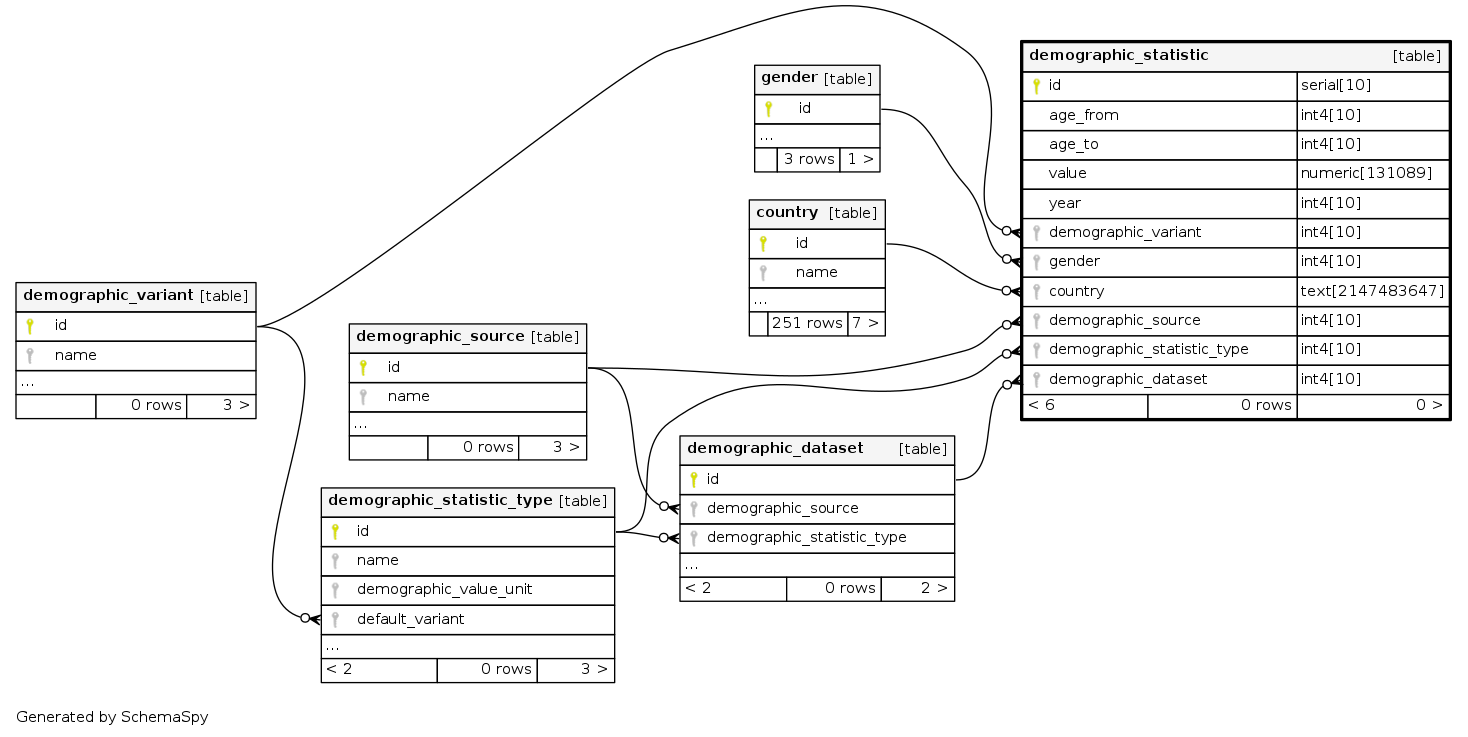 demographic_statistic [table]
id serial[10]
age_from int4[10]
age_to int4[10]
value numeric[131089]
year int4[10]
demographic_variant int4[10]
gender int4[10]
country text[2147483647]
demographic_source int4[10]
demographic_statistic_type int4[10]
demographic_dataset int4[10]
< 6 0 rows 0 >
gender [table]
id
...
3 rows 1 >
country [table]
id
name
...
251 rows 7 >
demographic_variant [table]
id
name
...
0 rows 3 >
demographic_source [table]
id
name
...
0 rows 3 >
demographic_dataset [table]
id
demographic_source
demographic_statistic_type
...
< 2 0 rows 2 >
demographic_statistic_type [table]
id
name
demographic_value_unit
default_variant
...
< 2 0 rows 3 >
Generated by SchemaSpy